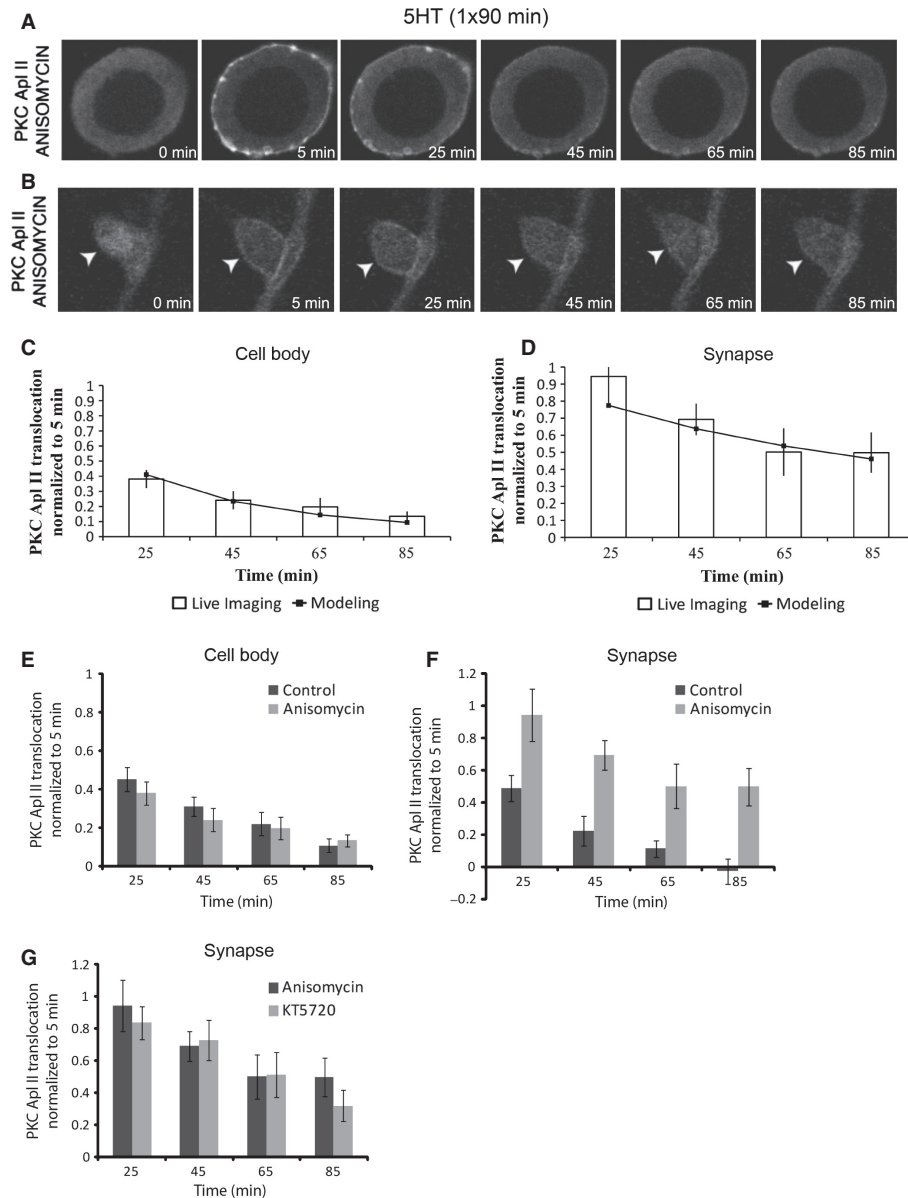 A
5HT (1x90 min)
PKC Apl II
ANISOMYCIN
0 min
5 min
25 min
45 min
65 min
85 min
B
PKC Apl II
ANISOMYCIN
0 min
5 min
25 min
45 min
65 min
85 min
C
Cell body
PKC Apl II translocation
normalized to 5 min
1
0.9
0.8
0.7
0.6
0.5
0.4
0.3
0.2
0.1
0
25
45
65
85
Time (min)
Live Imaging
Modeling
D
Synapse
PKC Apl II translocation
normalized to 5 min
1
0.9
0.8
0.7
0.6
0.5
0.4
0.3
0.2
0.1
0
25
45
65
85
Time (min)
Live Imaging
Modeling
E
Cell body
PKC Apl II translocation
normalized to 5 min
1
0.8
0.6
0.4
0.2
0
Control
Anisomycin
25
45
65
85
Time (min)
F
Synapse
PKC Apl II translocation
normalized to 5 min
1.2
1
0.8
0.6
0.4
0.2
0
−0.2
Control
Anisomycin
25
45
65
85
Time (min)
G
Synapse
PKC Apl II translocation
normalized to 5 min
1.2
1
0.8
0.6
0.4
0.2
0
Anisomycin
KT5720
25
45
65
85
Time (min)